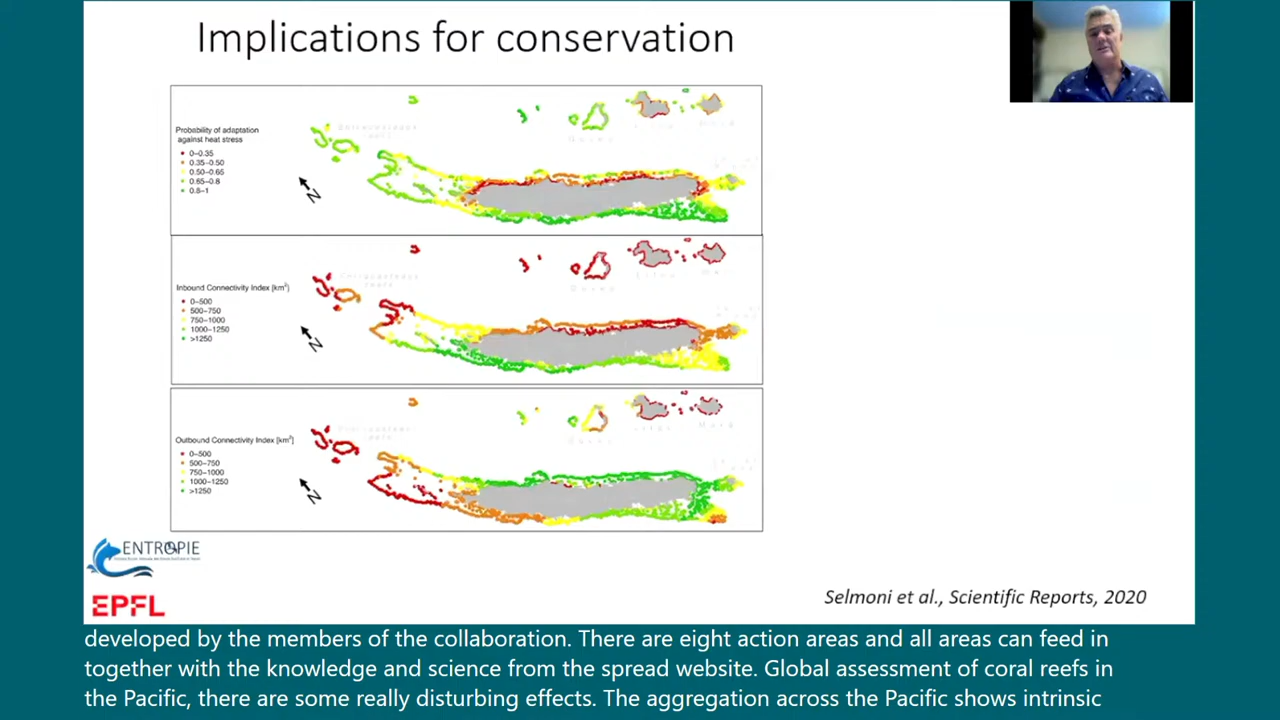 Implications for conservation
Probability of adaptation
against heat stress
0–0.35
0.35–0.50
0.50–0.65
0.65–0.8
0.8–1
N
Inbound Connectivity Index [km²]
0–500
500–750
750–1000
1000–1250
>1250
N
Outbound Connectivity Index [km²]
0–500
500–750
750–1000
1000–1250
>1250
N
ENTROPIE
EPFL
Selmoni et al., Scientific Reports, 2020
developed by the members of the collaboration. There are eight action areas and all areas can feed in
together with the knowledge and science from the spread website. Global assessment of coral reefs in
the Pacific, there are some really disturbing effects. The aggregation across the Pacific shows intrinsic